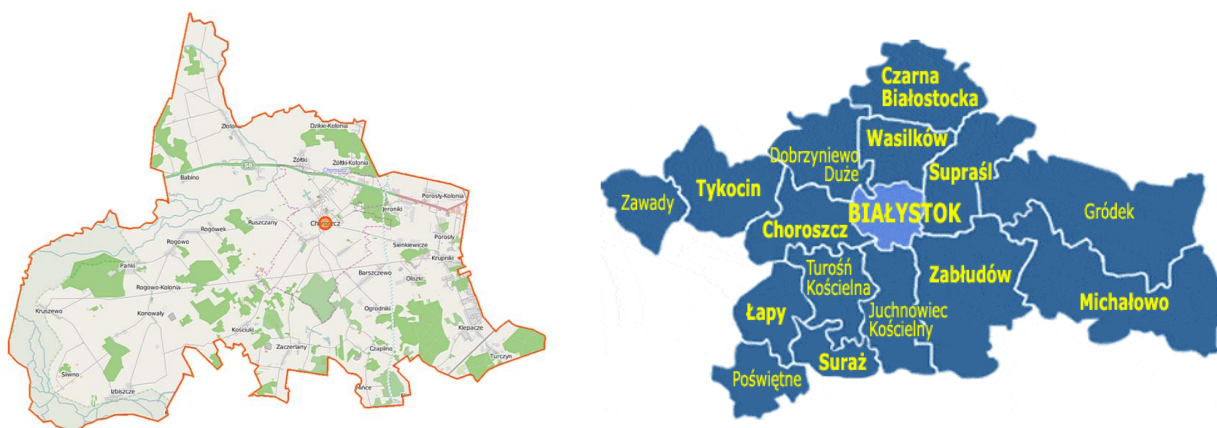 Dzikie-Kolonia
Złotoria
Żółtki
Żółtki-Kolonia
Choroszcz
S8
Babino
Porosły-Kolonia
Jeroniki
Ruszczany
Choroszcz
Rogówek
Porosły
Rogowo
Sienkiewicze
Krupniki
Pańki
Barszczewo
Oliszki
Rogowo-Kolonia
Kruszewo
Konowały
Ogrodniki
Kościuki
Klepacze
Zaczerlany
Czaplino
Turczyn
Siwno
Izbiszcze
Czarna
Białostocka
Wasilków
Dobrzyniewo
Duże
Supraśl
Tykocin
Zawady
BIAŁYSTOK
Gródek
Choroszcz
Turośń
Kościelna
Zabłudów
Michałowo
Łapy
Juchnowiec
Kościelny
Suraż
Poświętne